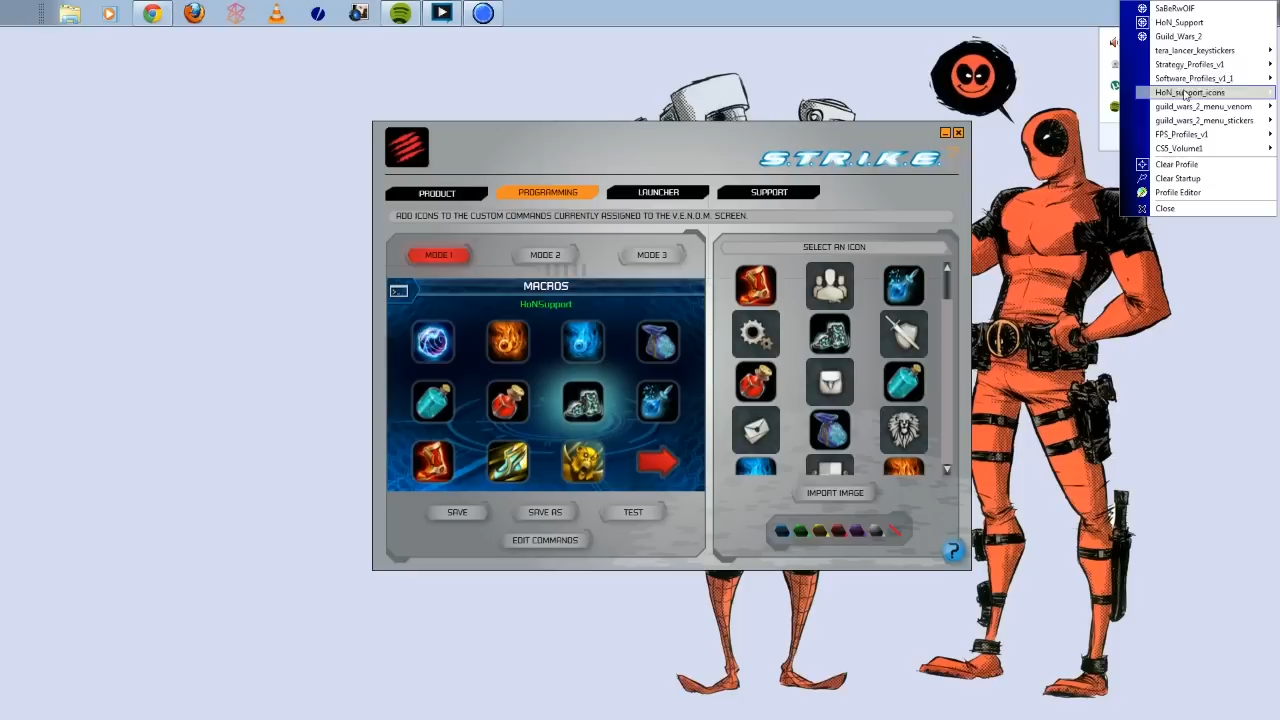 SaBeRwOlF
HoN_Support
Guild_Wars_2
tera_lancer_keystickers
Strategy_Profiles_v1
Software_Profiles_v1_1
HoN_support_icons
guild_wars_2_menu_venom
guild_wars_2_menu_stickers
FPS_Profiles_v1
CS5_Volume1
Clear Profile
Clear Startup
Profile Editor
Close
S.T.R.I.K.E.
PRODUCT
PROGRAMMING
LAUNCHER
SUPPORT
ADD ICONS TO THE CUSTOM COMMANDS CURRENTLY ASSIGNED TO THE V.E.N.O.M. SCREEN.
MODE 1
MODE 2
MODE 3
MACROS
HoNSupport
SAVE
SAVE AS
TEST
EDIT COMMANDS
SELECT AN ICON
IMPORT IMAGE
?